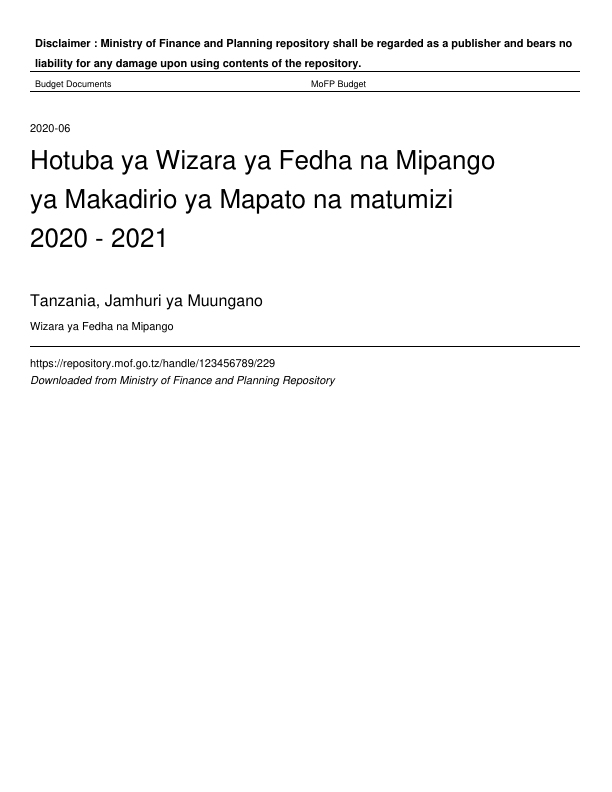 Disclaimer : Ministry of Finance and Planning repository shall be regarded as a publisher and bears no
liability for any damage upon using contents of the repository.
Budget Documents MoFP Budget
2020-06
Hotuba ya Wizara ya Fedha na Mipango
ya Makadirio ya Mapato na matumizi
2020 - 2021
Tanzania, Jamhuri ya Muungano
Wizara ya Fedha na Mipango
https://repository.mof.go.tz/handle/123456789/229
Downloaded from Ministry of Finance and Planning Repository